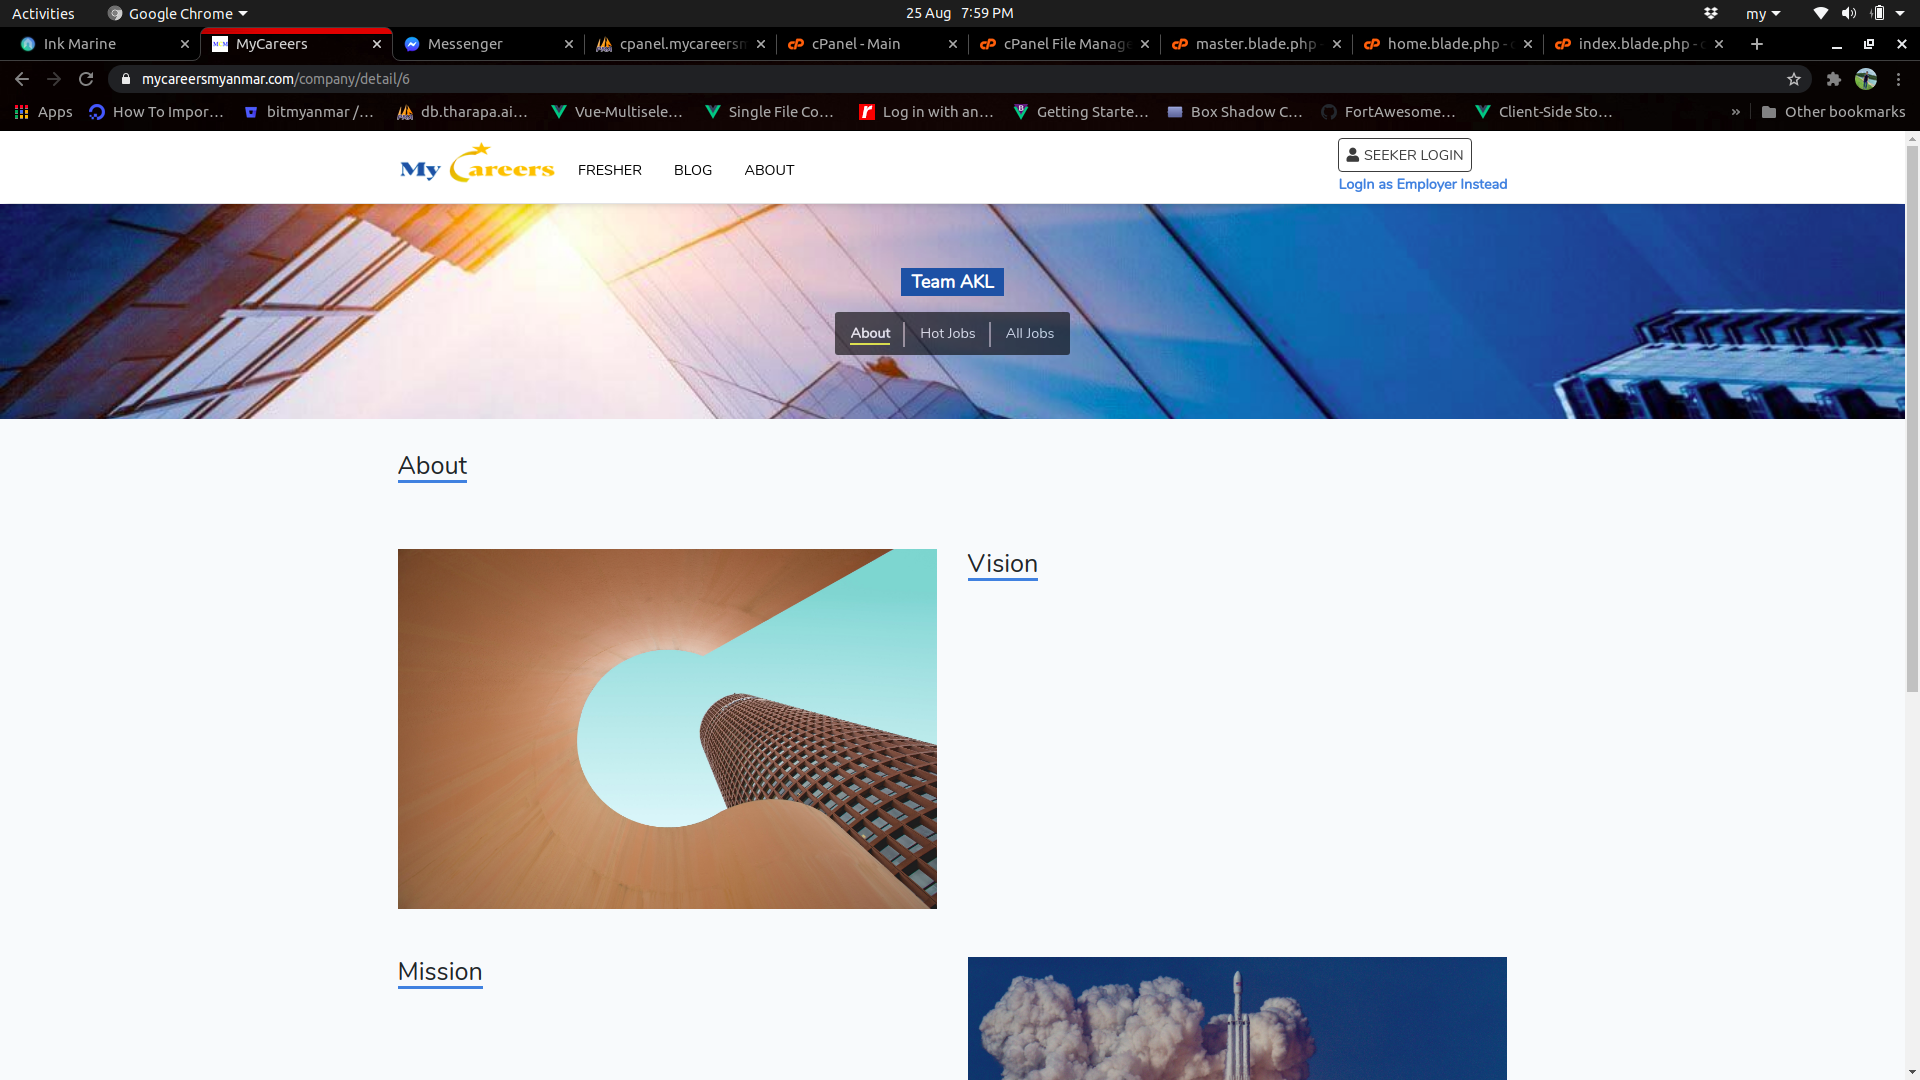 Activities
Google Chrome
25 Aug 7:59 PM
my
Ink Marine
MyCareers
Messenger
cpanel.mycareersm
cPanel - Main
cPanel File Manage
master.blade.php -
home.blade.php - c
index.blade.php - c
mycareersmyanmar.com/company/detail/6
Apps
How To Impor...
bitmyanmar /...
db.tharapa.ai...
Vue-Multisele...
Single File Co...
Log in with an...
Getting Starte...
Box Shadow C...
FortAwesome...
Client-Side Sto...
»
Other bookmarks
My Careers
FRESHER
BLOG
ABOUT
SEEKER LOGIN
LogIn as Employer Instead
Team AKL
About
Hot Jobs
All Jobs
About
Vision
Mission